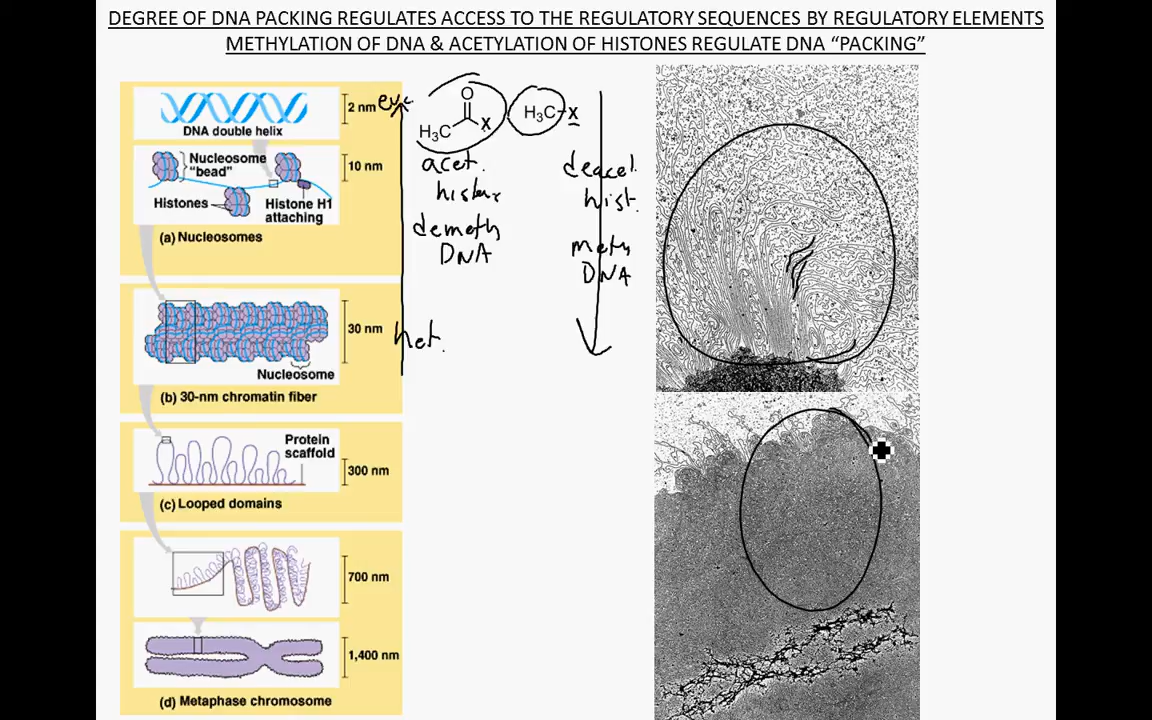 DEGREE OF DNA PACKING REGULATES ACCESS TO THE REGULATORY SEQUENCES BY REGULATORY ELEMENTS
METHYLATION OF DNA & ACETYLATION OF HISTONES REGULATE DNA “PACKING”
2 nm
DNA double helix
Nucleosome
“bead”
10 nm
Histones
Histone H1
attaching
(a) Nucleosomes
30 nm
Nucleosome
(b) 30-nm chromatin fiber
Protein
scaffold
300 nm
(c) Looped domains
700 nm
1,400 nm
(d) Metaphase chromosome
O
H₃C
X
H₃C-X
acet.
demeth
DNA
het.
deacel.
hist.
meth
DNA